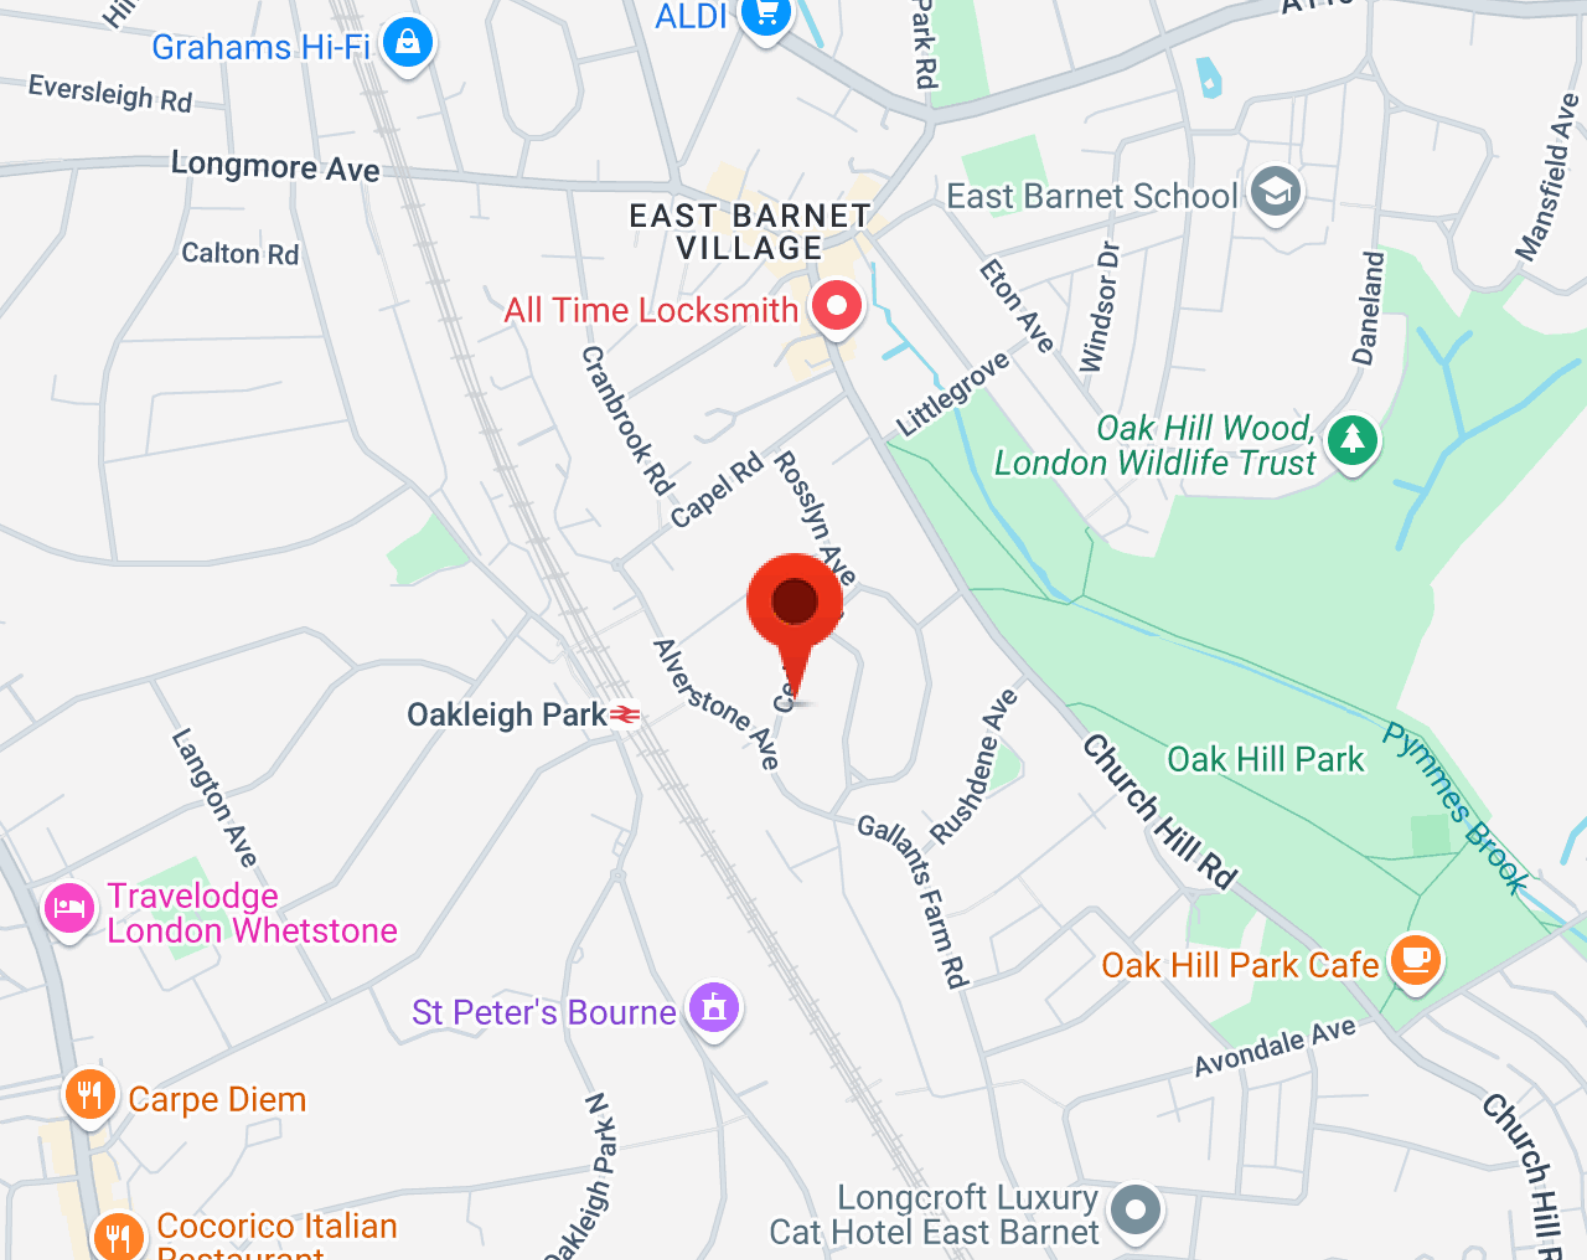 ALDI
Park Rd
Grahams Hi-Fi
Eversleigh Rd
Longmore Ave
EAST BARNET
VILLAGE
East Barnet School
Mansfield Ave
Calton Rd
All Time Locksmith
Eton Ave
Windsor Dr
Daneland
Cranbrook Rd
Littlegrove
Oak Hill Wood,
London Wildlife Trust
Capel Rd
Rosslyn Ave
Alverstone Ave
Oakleigh Park
Langton Ave
Rushdene Ave
Church Hill Rd
Oak Hill Park
Pymmes Brook
Gallants Farm Rd
Travelodge
London Whetstone
Oak Hill Park Cafe
St Peter's Bourne
Avondale Ave
Carpe Diem
Oakleigh Park N
Church Hill R
Longcroft Luxury
Cat Hotel East Barnet
Cocorico Italian
Restaurant